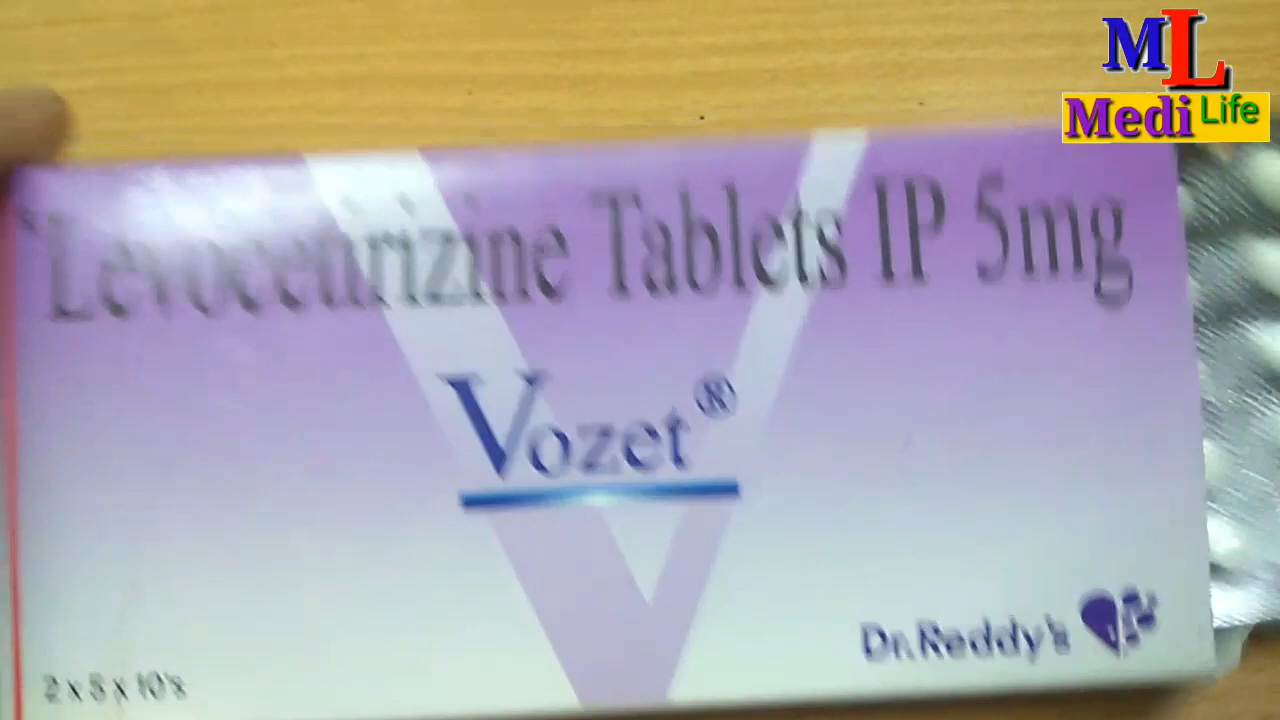 ML
Medi Life
Levocetirizine Tablets IP 5mg
Vozet®
Dr.Reddy's
2 x 5 x 10's